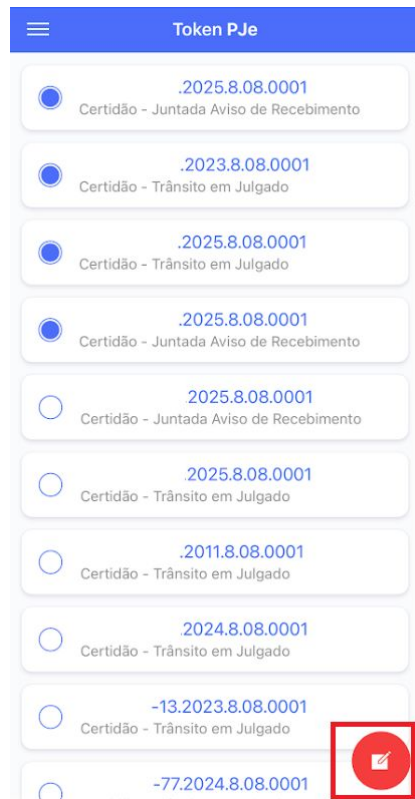 Token PJe
.2025.8.08.0001
Certidão - Juntada Aviso de Recebimento
.2023.8.08.0001
Certidão - Trânsito em Julgado
.2025.8.08.0001
Certidão - Trânsito em Julgado
.2025.8.08.0001
Certidão - Juntada Aviso de Recebimento
.2025.8.08.0001
Certidão - Juntada Aviso de Recebimento
.2025.8.08.0001
Certidão - Trânsito em Julgado
.2011.8.08.0001
Certidão - Trânsito em Julgado
.2024.8.08.0001
Certidão - Trânsito em Julgado
-13.2023.8.08.0001
Certidão - Trânsito em Julgado
-77.2024.8.08.0001